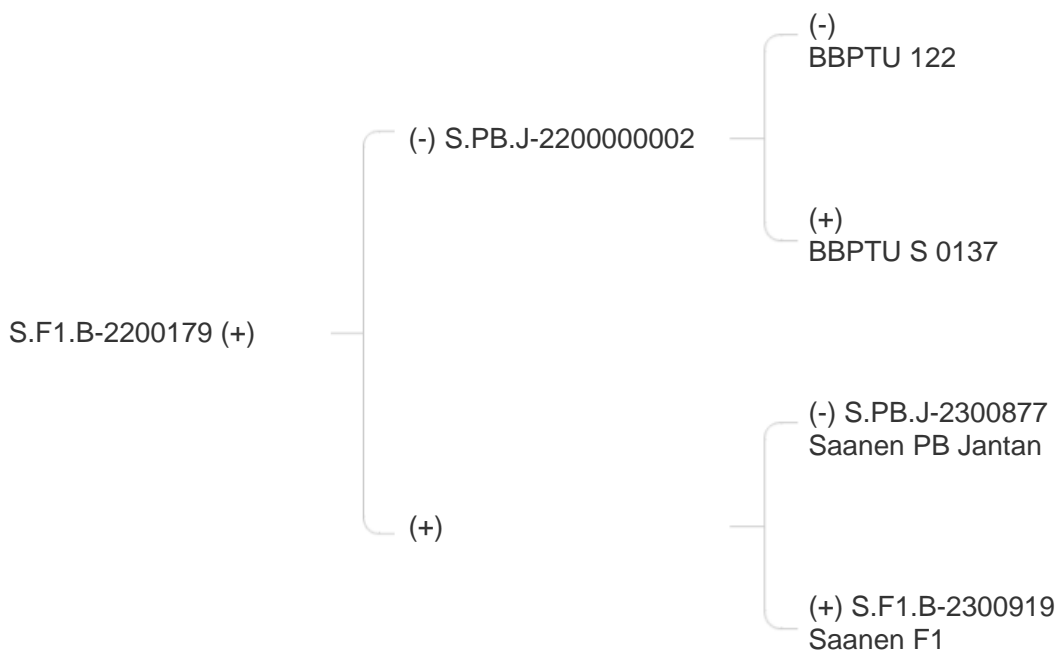 (-)
BBPTU 122
(-) S.PB.J-2200000002
(+)
BBPTU S 0137
S.F1.B-2200179 (+)
(-) S.PB.J-2300877
Saanen PB Jantan
(+)
(+) S.F1.B-2300919
Saanen F1